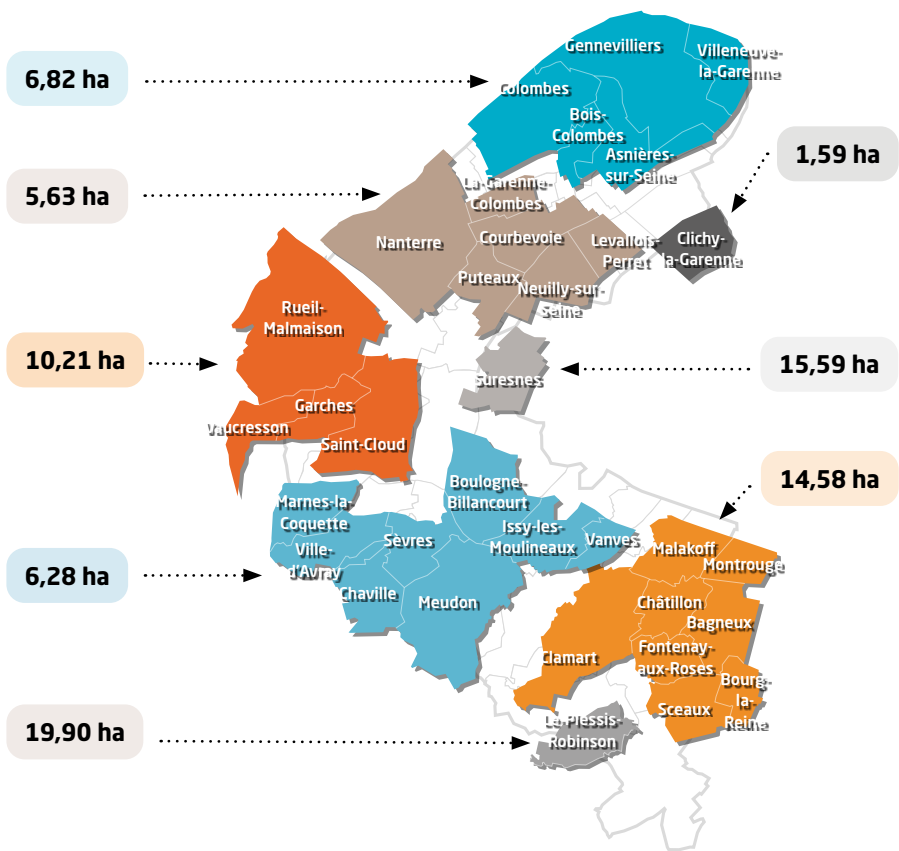 Gennevilliers
Villeneuve-
la-Garenne
6,82 ha
Colombes
Bois-
Colombes
Asnières-
sur-Seine
1,59 ha
5,63 ha
La-Garenne-
Colombes
Nanterre
Courbevoie
Levallois-
Perret
Clichy-
la-Garenne
Puteaux
Neuilly-sur-
Seine
Rueil-
Malmaison
10,21 ha
15,59 ha
Suresnes
Garches
Vaucresson
Saint-Cloud
14,58 ha
Boulogne-
Billancourt
Marnes-la-
Coquette
Issy-les-
Moulineaux
Sèvres
Vanves
Malakoff
Montrouge
Ville-
d'Avray
6,28 ha
Chaville
Meudon
Châtillon
Bagneux
Clamart
Fontenay-
aux-Roses
Bourg-
la-
Reine
Sceaux
19,90 ha
Le-Plessis-
Robinson